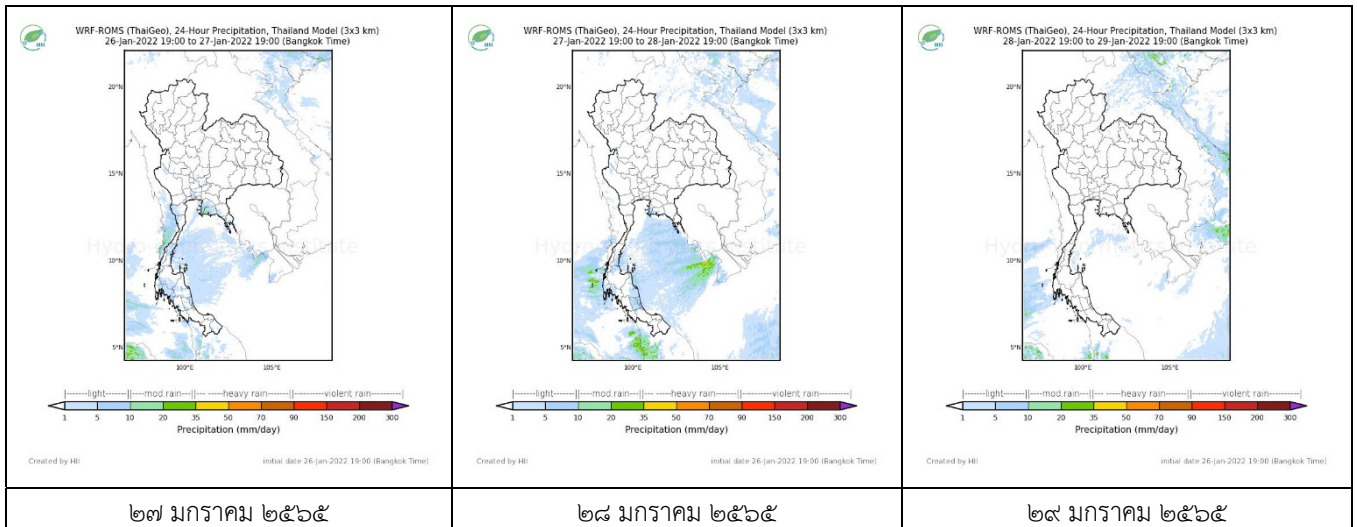 WRF-ROMS (ThaiGeo), 24-Hour Precipitation, Thailand Model (3x3 km)
26-Jan-2022 19:00 to 27-Jan-2022 19:00 (Bangkok Time)
HII
20°N
15°N
10°N
5°N
100°E 105°E
|-------light------||----mod.rain---||--------heavy rain-------||--------violent rain--------|
1 5 10 20 35 50 70 90 150 200 300
Precipitation (mm/day)
Created by HII
initial date 26-Jan-2022 19:00 (Bangkok Time)
๒๗ มกราคม ๒๕๖๕
WRF-ROMS (ThaiGeo), 24-Hour Precipitation, Thailand Model (3x3 km)
27-Jan-2022 19:00 to 28-Jan-2022 19:00 (Bangkok Time)
HII
20°N
15°N
10°N
5°N
100°E 105°E
|-------light------||----mod.rain---||--------heavy rain-------||--------violent rain--------|
1 5 10 20 35 50 70 90 150 200 300
Precipitation (mm/day)
Created by HII
initial date 26-Jan-2022 19:00 (Bangkok Time)
๒๘ มกราคม ๒๕๖๕
WRF-ROMS (ThaiGeo), 24-Hour Precipitation, Thailand Model (3x3 km)
28-Jan-2022 19:00 to 29-Jan-2022 19:00 (Bangkok Time)
HII
20°N
15°N
10°N
5°N
100°E 105°E
|-------light------||----mod.rain---||--------heavy rain-------||--------violent rain--------|
1 5 10 20 35 50 70 90 150 200 300
Precipitation (mm/day)
Created by HII
initial date 26-Jan-2022 19:00 (Bangkok Time)
๒๙ มกราคม ๒๕๖๕